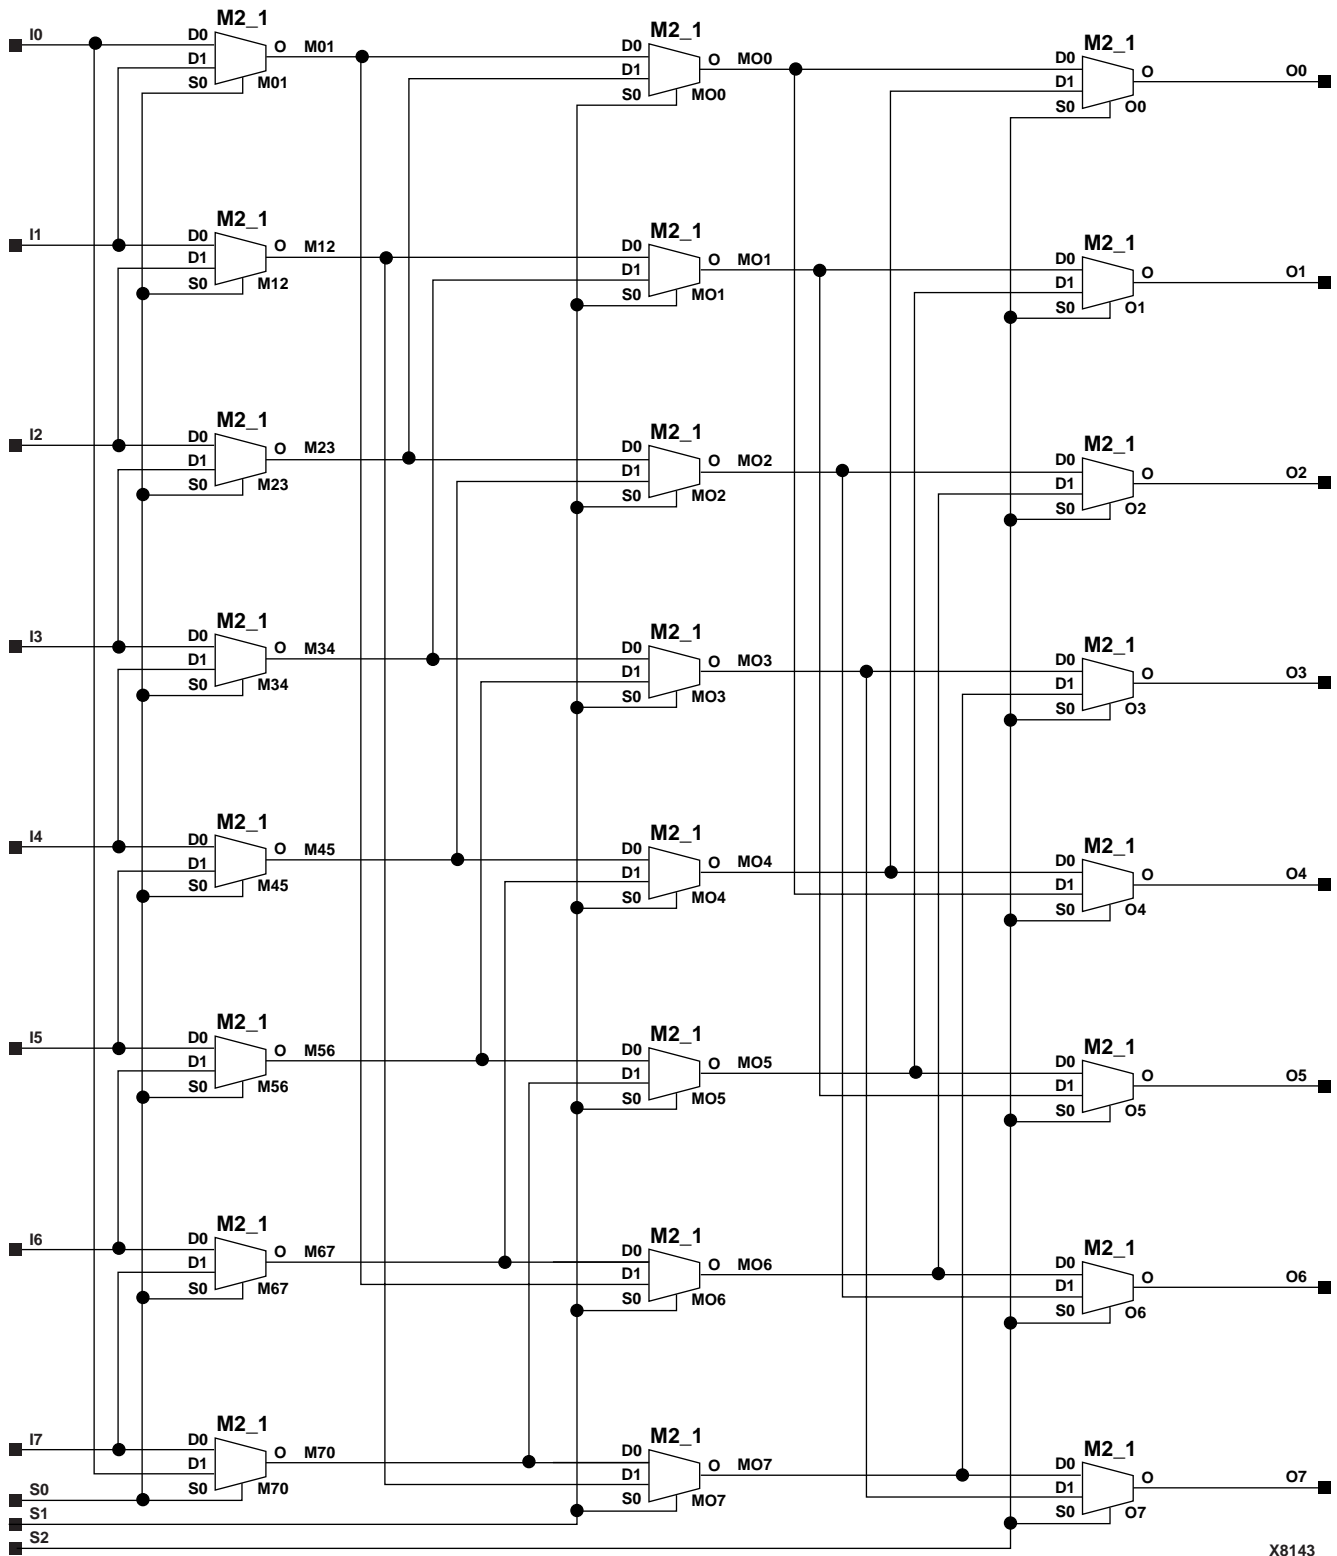 M2_1 M2_1 M2_1
I0 D0 O M01 D0 O MO0 D0 O O0
D1 M01 D1 MO0 D1 O0
S0 S0 S0
M2_1 M2_1 M2_1
I1 D0 O M12 D0 O MO1 D0 O O1
D1 M12 D1 MO1 D1 O1
S0 S0 S0
M2_1 M2_1 M2_1
I2 D0 O M23 D0 O MO2 D0 O O2
D1 M23 D1 MO2 D1 O2
S0 S0 S0
M2_1 M2_1 M2_1
I3 D0 O M34 D0 O MO3 D0 O O3
D1 M34 D1 MO3 D1 O3
S0 S0 S0
M2_1 M2_1 M2_1
I4 D0 O M45 D0 O MO4 D0 O O4
D1 M45 D1 MO4 D1 O4
S0 S0 S0
M2_1 M2_1 M2_1
I5 D0 O M56 D0 O MO5 D0 O O5
D1 M56 D1 MO5 D1 O5
S0 S0 S0
M2_1 M2_1 M2_1
I6 D0 O M67 D0 O MO6 D0 O O6
D1 M67 D1 MO6 D1 O6
S0 S0 S0
M2_1 M2_1 M2_1
I7 D0 O M70 D0 O MO7 D0 O O7
D1 M70 D1 MO7 D1 O7
S0 S0 S0 S0
S1
S2
X8143